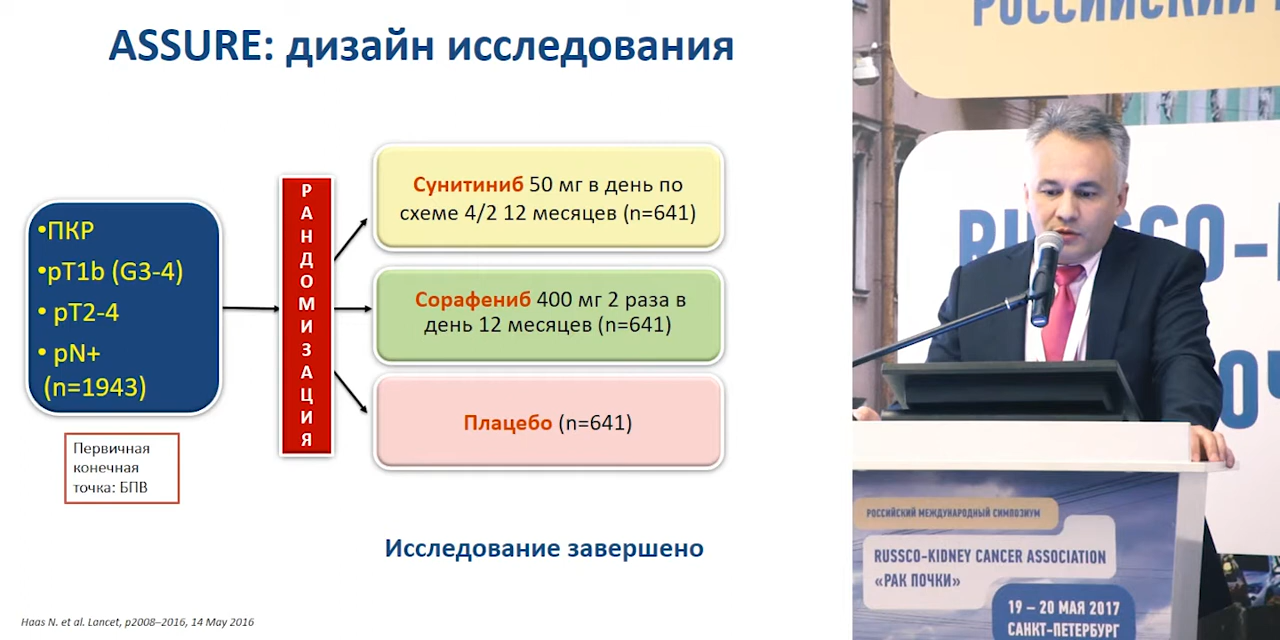 ASSURE: дизайн исследования
•ПКР
•pT1b (G3-4)
• pT2-4
• pN+
(n=1943)
Первичная
конечная
точка: БПВ
РАНДОМИЗАЦИЯ
Сунитиниб 50 мг в день по
схеме 4/2 12 месяцев (n=641)
Сорафениб 400 мг 2 раза в
день 12 месяцев (n=641)
Плацебо (n=641)
Исследование завершено
Haas N. et al. Lancet, p2008–2016, 14 May 2016
РОССИЙСКИЙ
РОССИЙСКИЙ МЕЖДУНАРОДНЫЙ СИМПОЗИУМ
RUSSCO-KIDNEY CANCER ASSOCIATION
«РАК ПОЧКИ»
19 – 20 МАЯ 2017
САНКТ-ПЕТЕРБУРГ